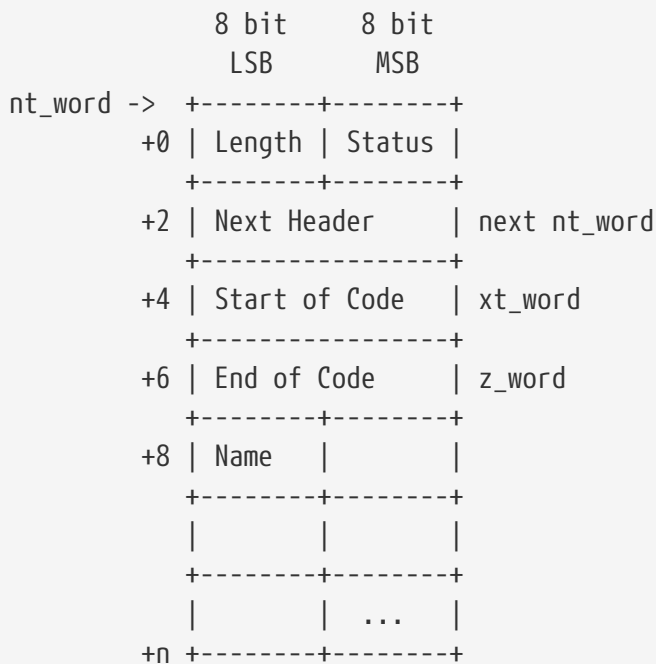 8 bit    8 bit
               LSB      MSB
nt_word ->  +--------+--------+
         +0 | Length | Status |
            +--------+--------+
         +2 | Next Header     | next nt_word
            +-----------------+
         +4 | Start of Code   | xt_word
            +-----------------+
         +6 | End of Code     | z_word
            +--------+--------+
         +8 | Name   |        |
            +--------+--------+
            |        |        |
            +--------+--------+
            |        |  ...   |
         +n +--------+--------+